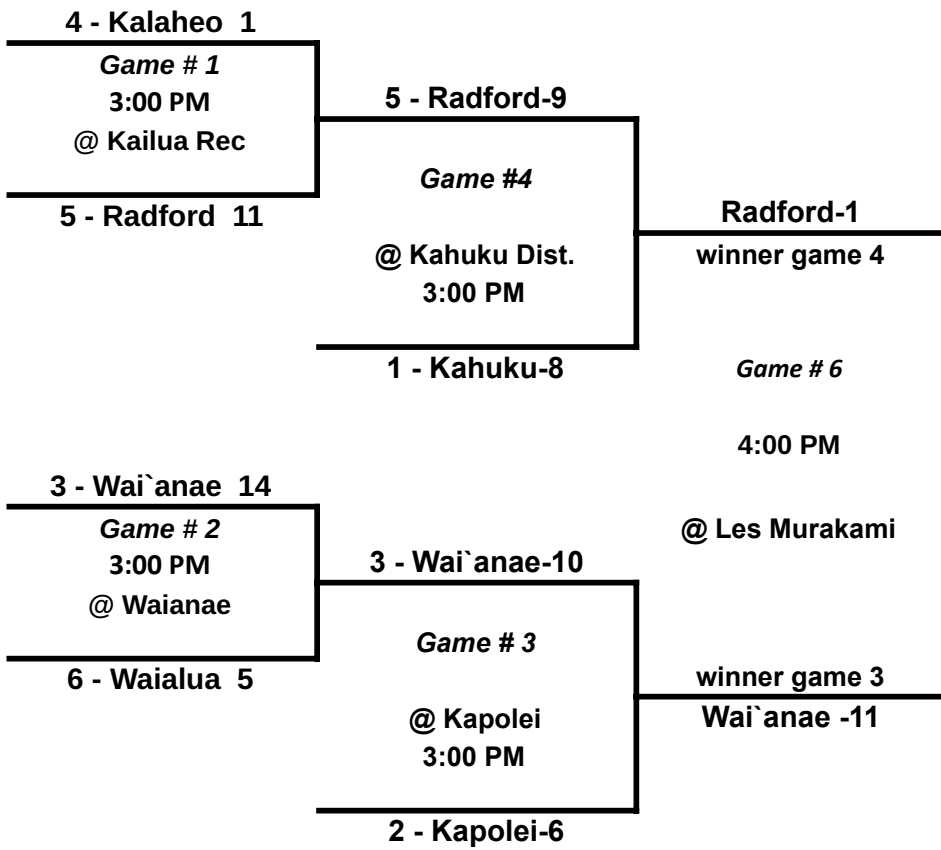 4 - Kalaheo 1
Game # 1
3:00 PM
@ Kailua Rec
5 - Radford 11
5 - Radford-9
Game #4
@ Kahuku Dist.
3:00 PM
1 - Kahuku-8
Radford-1
winner game 4
Game # 6
4:00 PM
@ Les Murakami
3 - Wai`anae 14
Game # 2
3:00 PM
@ Waianae
6 - Waialua 5
3 - Wai`anae-10
Game # 3
@ Kapolei
3:00 PM
2 - Kapolei-6
winner game 3
Wai`anae -11